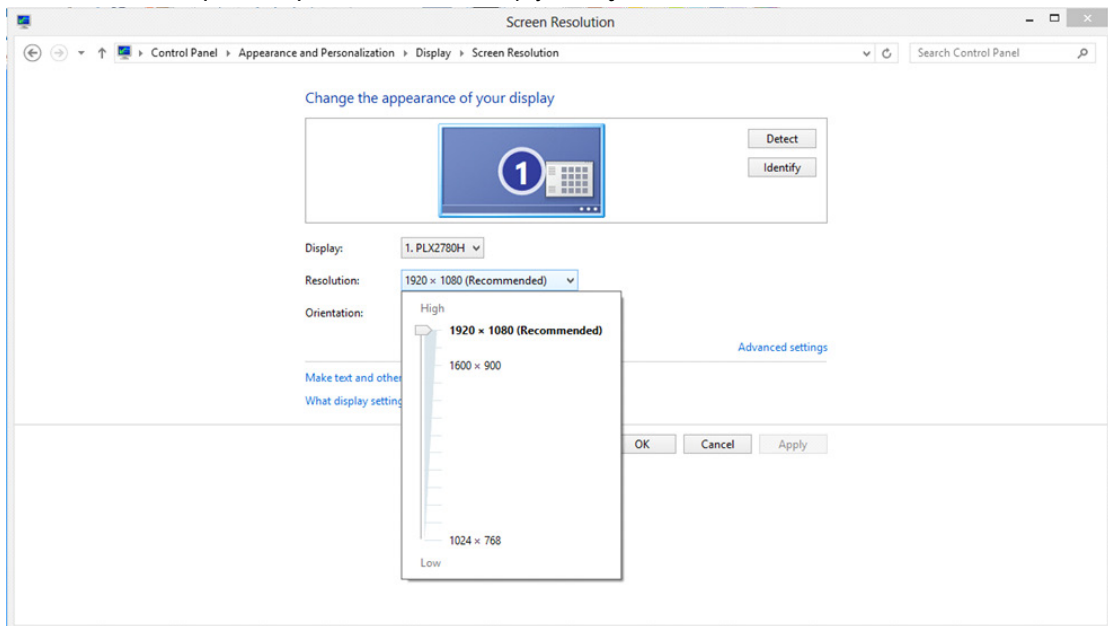 Screen Resolution
Control Panel Appearance and Personalization Display Screen Resolution
Search Control Panel
Change the appearance of your display
1
Detect
Identify
Display: 1. PLX2780H
Resolution: 1920 × 1080 (Recommended)
Orientation:
High
1920 × 1080 (Recommended)
1600 × 900
1024 × 768
Low
Advanced settings
Make text and other
What display setting
OK Cancel Apply